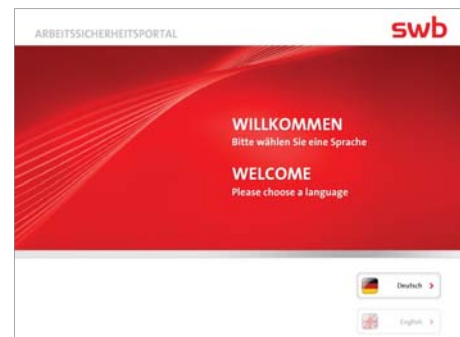 ARBEITSSICHERHEITSPORTAL
swb
WILLKOMMEN
Bitte wählen Sie eine Sprache
WELCOME
Please choose a language
Deutsch
English